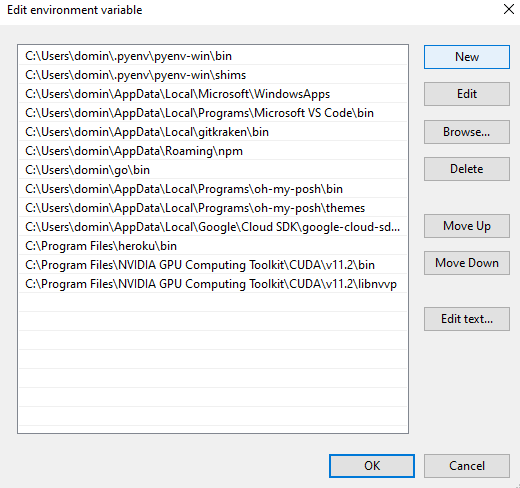 Edit environment variable
C:\Users\domin\.pyenv\pyenv-win\bin
C:\Users\domin\.pyenv\pyenv-win\shims
C:\Users\domin\AppData\Local\Microsoft\WindowsApps
C:\Users\domin\AppData\Local\Programs\Microsoft VS Code\bin
C:\Users\domin\AppData\Local\gitkraken\bin
C:\Users\domin\AppData\Roaming\npm
C:\Users\domin\go\bin
C:\Users\domin\AppData\Local\Programs\oh-my-posh\bin
C:\Users\domin\AppData\Local\Programs\oh-my-posh\themes
C:\Users\domin\AppData\Local\Google\Cloud SDK\google-cloud-sd...
C:\Program Files\heroku\bin
C:\Program Files\NVIDIA GPU Computing Toolkit\CUDA\v11.2\bin
C:\Program Files\NVIDIA GPU Computing Toolkit\CUDA\v11.2\libnvvp
New
Edit
Browse...
Delete
Move Up
Move Down
Edit text...
OK
Cancel